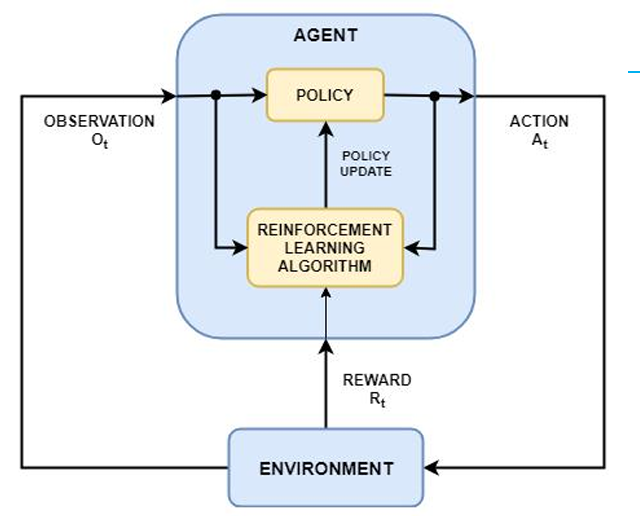 AGENT
POLICY
OBSERVATION
Ot
ACTION
At
POLICY
UPDATE
REINFORCEMENT
LEARNING
ALGORITHM
REWARD
Rt
ENVIRONMENT